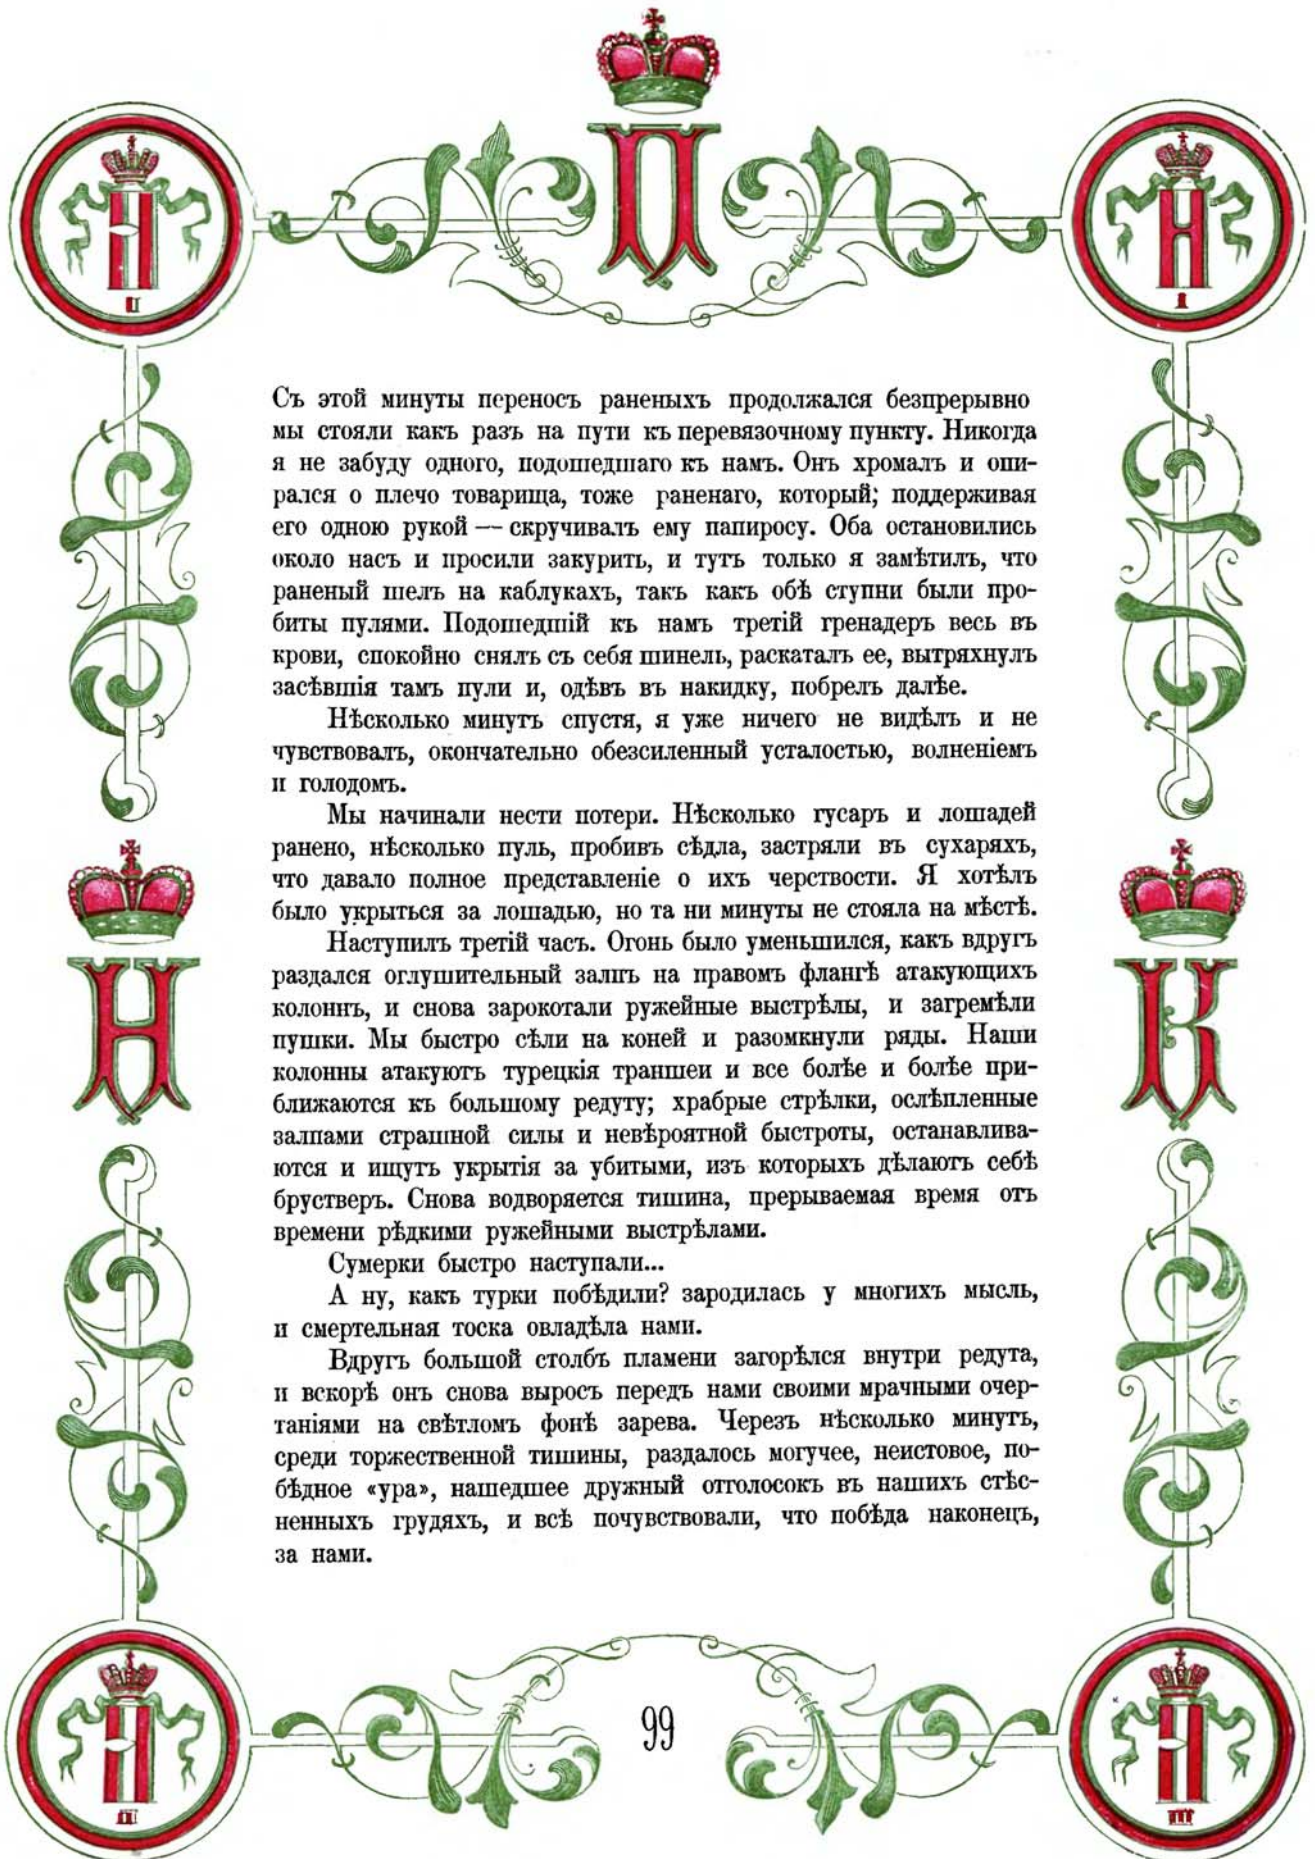 П
II
I
Съ этой минуты переносъ раненыхъ продолжался безпрерывно
мы стояли какъ разъ на пути къ перевязочному пункту. Никогда
я не забуду одного, подошедшаго къ намъ. Онъ хромалъ и опи-
рался о плечо товарища, тоже раненаго, который; поддерживая
его одною рукой — скручивалъ ему папиросу. Оба остановились
около насъ и просили закурить, и тутъ только я замѣтилъ, что
раненый шелъ на каблукахъ, такъ какъ обѣ ступни были про-
биты пулями. Подошедшій къ намъ третій гренадеръ весь въ
крови, спокойно снялъ съ себя шинель, раскаталъ ее, вытряхнулъ
засѣвшія тамъ пули и, одѣвъ въ накидку, побрелъ далѣе.
Нѣсколько минутъ спустя, я уже ничего не видѣлъ и не
чувствовалъ, окончательно обезсиленный усталостью, волненіемъ
и голодомъ.
Мы начинали нести потери. Нѣсколько гусаръ и лошадей
ранено, нѣсколько пуль, пробивъ сѣдла, застряли въ сухаряхъ,
что давало полное представленіе о ихъ черствости. Я хотѣлъ
было укрыться за лошадью, но та ни минуты не стояла на мѣстѣ.
Наступилъ третій часъ. Огонь было уменьшился, какъ вдругъ
раздался оглушительный залпъ на правомъ флангѣ атакующихъ
колоннъ, и снова зарокотали ружейные выстрѣлы, и загремѣли
пушки. Мы быстро сѣли на коней и разомкнули ряды. Наши
колонны атакуютъ турецкія траншеи и все болѣе и болѣе при-
ближаются къ большому редуту; храбрые стрѣлки, ослѣпленные
залпами страшной силы и невѣроятной быстроты, останавлива-
ются и ищутъ укрытія за убитыми, изъ которыхъ дѣлаютъ себѣ
брустверъ. Снова водворяется тишина, прерываемая время отъ
времени рѣдкими ружейными выстрѣлами.
Сумерки быстро наступали...
А ну, какъ турки побѣдили? зародилась у многихъ мысль,
и смертельная тоска овладѣла нами.
Вдругъ большой столбъ пламени загорѣлся внутри редута,
и вскорѣ онъ снова выросъ передъ нами своими мрачными очер-
таніями на свѣтломъ фонѣ зарева. Черезъ нѣсколько минутъ,
среди торжественной тишины, раздалось могучее, неистовое, по-
бѣдное «ура», нашедшее дружный отголосокъ въ нашихъ стѣс-
ненныхъ грудяхъ, и всѣ почувствовали, что побѣда наконецъ,
за нами.
Н
К
99
III